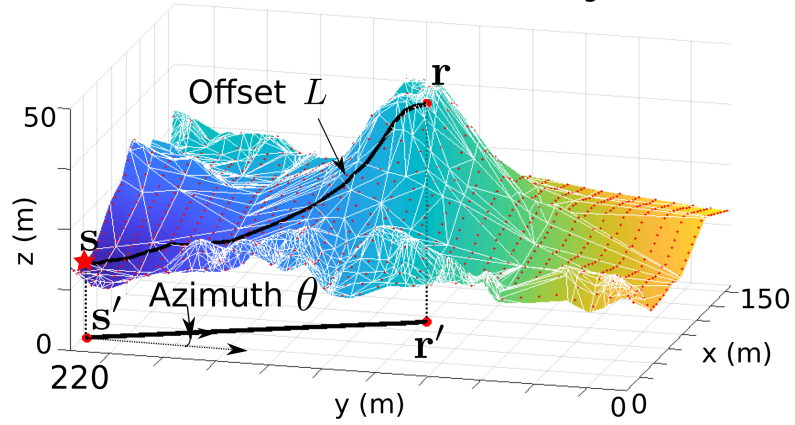 r
Offset L
50
z (m)
s
Azimuth θ
s′
0
r′
150
x (m)
220
y (m)
0
0